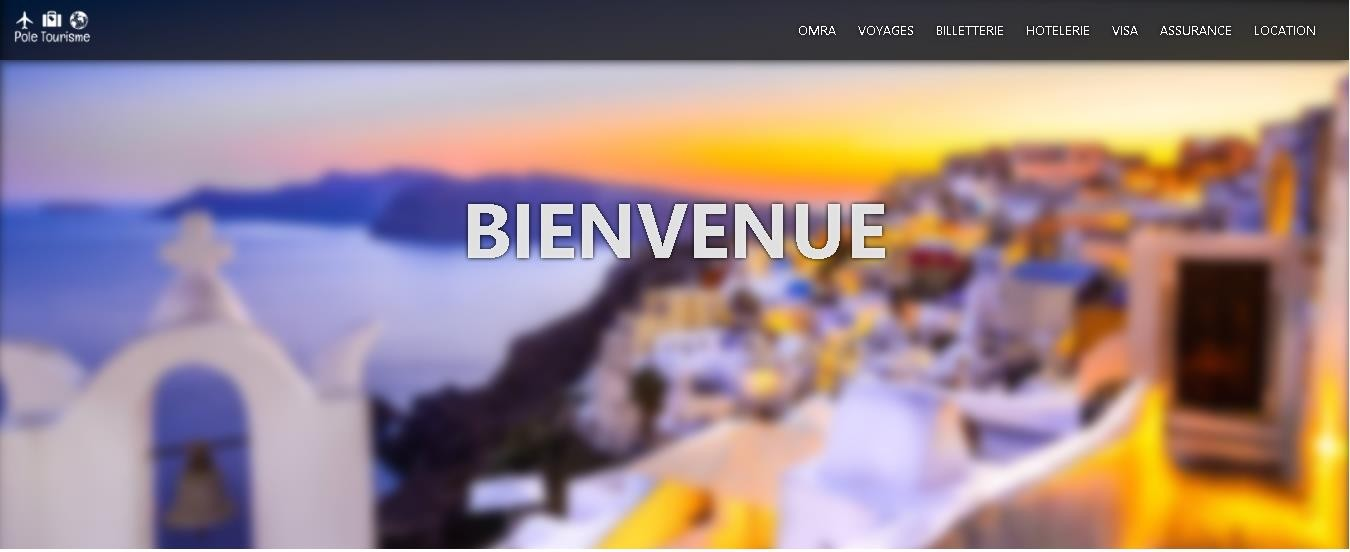 Pole Tourisme
OMRA VOYAGES BILLETTERIE HOTELERIE VISA ASSURANCE LOCATION
BIENVENUE